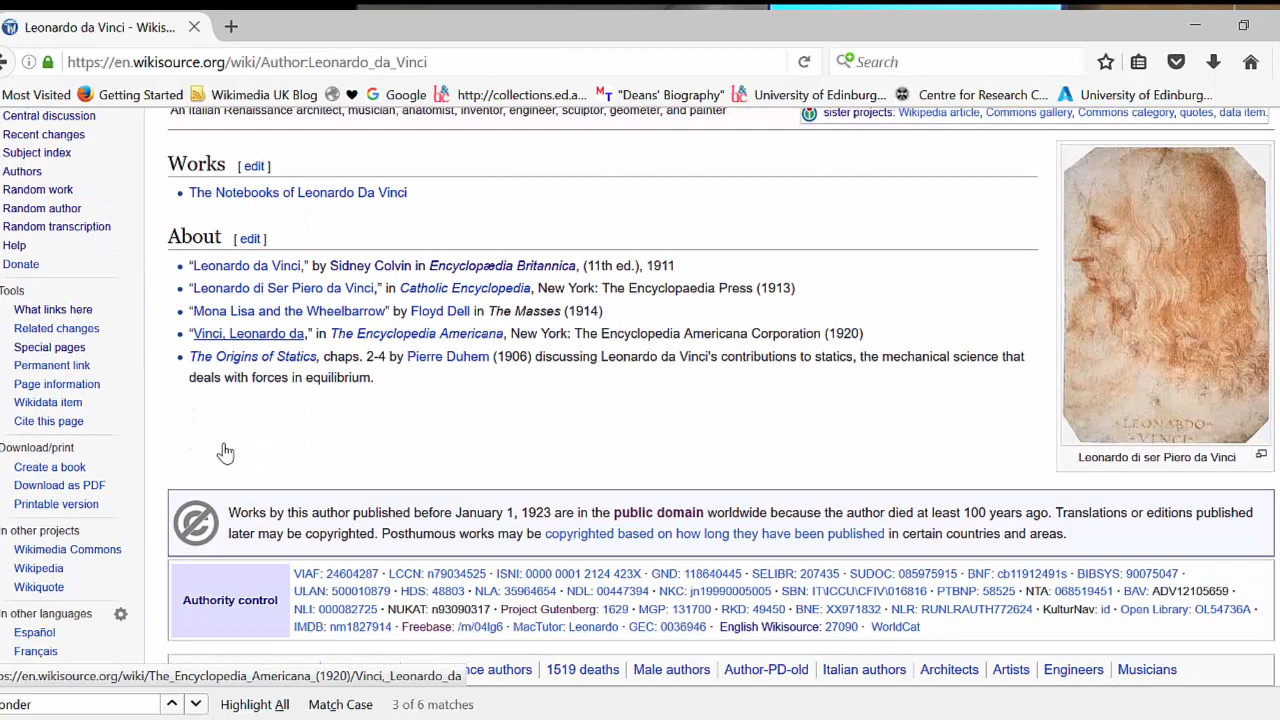 Leonardo da Vinci - Wikis...
https://en.wikisource.org/wiki/Author:Leonardo_da_Vinci
Search
Most Visited Getting Started Wikimedia UK Blog Google http://collections.ed.a... "Deans' Biography" University of Edinburg... Centre for Research C... University of Edinburg...
Central discussion
Recent changes
Subject index
Authors
Random work
Random author
Random transcription
Help
Donate
Tools
What links here
Related changes
Special pages
Permanent link
Page information
Wikidata item
Cite this page
Download/print
Create a book
Download as PDF
Printable version
In other projects
Wikimedia Commons
Wikipedia
Wikiquote
In other languages
Español
Français
An Italian Renaissance architect, musician, anatomist, inventor, engineer, sculptor, geometer, and painter
sister projects: Wikipedia article, Commons gallery, Commons category, quotes, data item.
Works [ edit ]
The Notebooks of Leonardo Da Vinci
About [ edit ]
“Leonardo da Vinci,” by Sidney Colvin in Encyclopædia Britannica, (11th ed.), 1911
“Leonardo di Ser Piero da Vinci,” in Catholic Encyclopedia, New York: The Encyclopaedia Press (1913)
“Mona Lisa and the Wheelbarrow” by Floyd Dell in The Masses (1914)
“Vinci, Leonardo da,” in The Encyclopedia Americana, New York: The Encyclopedia Americana Corporation (1920)
The Origins of Statics, chaps. 2-4 by Pierre Duhem (1906) discussing Leonardo da Vinci's contributions to statics, the mechanical science that
deals with forces in equilibrium.
LEONARDO
VINCI
Leonardo di ser Piero da Vinci
Works by this author published before January 1, 1923 are in the public domain worldwide because the author died at least 100 years ago. Translations or editions published
later may be copyrighted. Posthumous works may be copyrighted based on how long they have been published in certain countries and areas.
Authority control
VIAF: 24604287 · LCCN: n79034525 · ISNI: 0000 0001 2124 423X · GND: 118640445 · SELIBR: 207435 · SUDOC: 085975915 · BNF: cb11912491s · BIBSYS: 90075047 ·
ULAN: 500010879 · HDS: 48803 · NLA: 35964654 · NDL: 00447394 · NKC: jn19990005005 · SBN: IT\ICCU\CFIV\016816 · PTBNP: 58525 · NTA: 068519451 · BAV: ADV12105659
· NLI: 000082725 · NUKAT: n93090317 · Project Gutenberg: 1629 · MGP: 131700 · RKD: 49450 · BNE: XX971832 · NLR: RUNLRAUTH772624 · KulturNav: id · Open Library: OL54736A ·
IMDB: nm1827914 · Freebase: /m/04lg6 · MacTutor: Leonardo · GEC: 0036946 · English Wikisource: 27090 · WorldCat
nce authors 1519 deaths Male authors Author-PD-old Italian authors Architects Artists Engineers Musicians
ps://en.wikisource.org/wiki/The_Encyclopedia_Americana_(1920)/Vinci,_Leonardo_da
onder Highlight All Match Case 3 of 6 matches